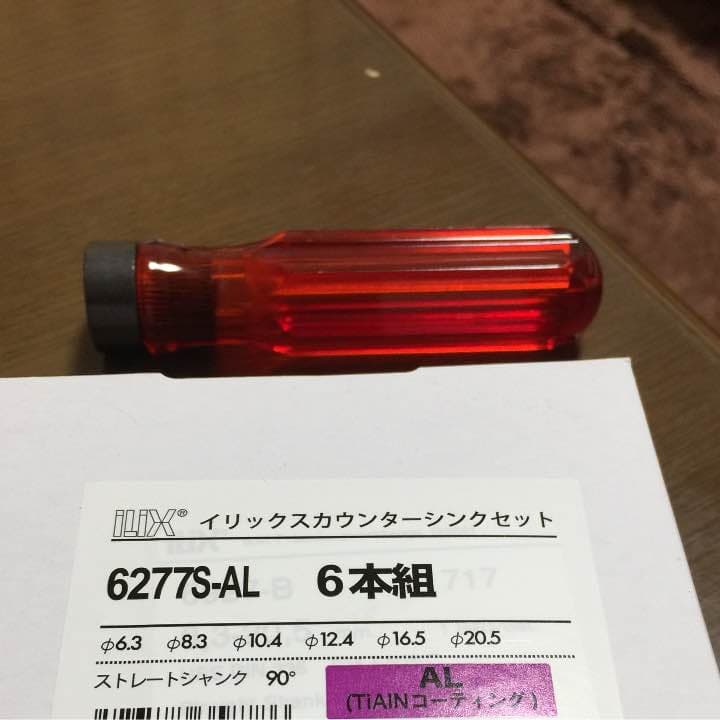 iLiX® イリックスカウンターシンクセット
6277S-AL 6本組
φ6.3 φ8.3 φ10.4 φ12.4 φ16.5 φ20.5
ストレートシャンク 90° AL
(TiAlNコーティング)